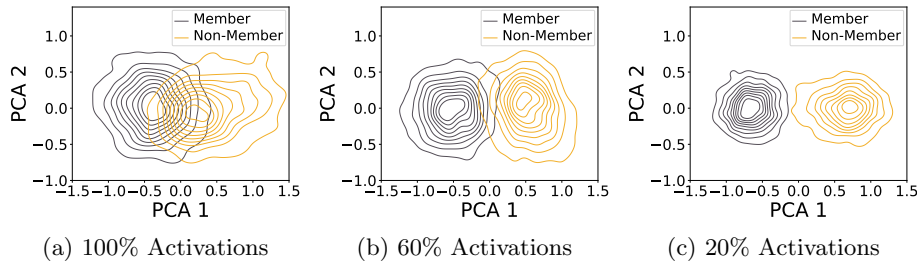 Member
Non-Member
PCA 2
1.0
0.5
0.0
−0.5
−1.0
−1.5 −1.0 −0.5 0.0 0.5 1.0 1.5
PCA 1
(a) 100% Activations
Member
Non-Member
PCA 2
1.0
0.5
0.0
−0.5
−1.0
−1.5 −1.0 −0.5 0.0 0.5 1.0 1.5
PCA 1
(b) 60% Activations
Member
Non-Member
PCA 2
1.0
0.5
0.0
−0.5
−1.0
−1.5 −1.0 −0.5 0.0 0.5 1.0 1.5
PCA 1
(c) 20% Activations